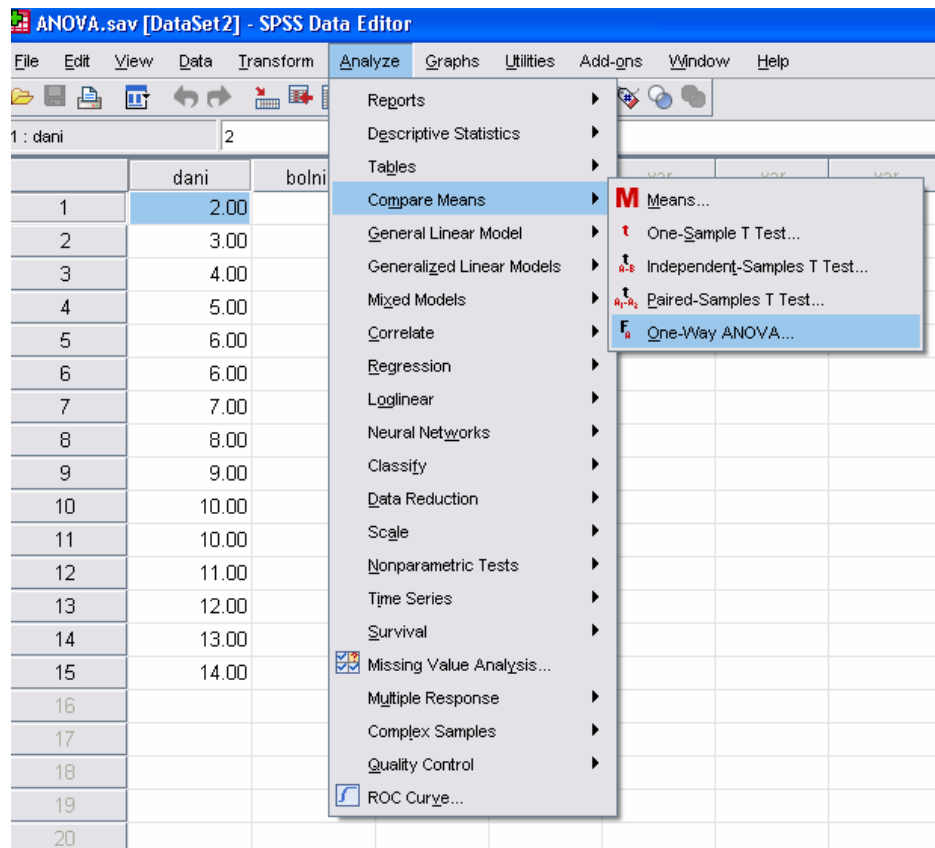 ANOVA.sav [DataSet2] - SPSS Data Editor
File Edit View Data Transform Analyze Graphs Utilities Add-ons Window Help
1 : dani 2
dani bolni var var var
1 2.00
2 3.00
3 4.00
4 5.00
5 6.00
6 6.00
7 7.00
8 8.00
9 9.00
10 10.00
11 10.00
12 11.00
13 12.00
14 13.00
15 14.00
16
17
18
19
20
Reports
Descriptive Statistics
Tables
Compare Means
General Linear Model
Generalized Linear Models
Mixed Models
Correlate
Regression
Loglinear
Neural Networks
Classify
Data Reduction
Scale
Nonparametric Tests
Time Series
Survival
Missing Value Analysis...
Multiple Response
Complex Samples
Quality Control
ROC Curve...
M Means...
t One-Sample T Test...
t A-B Independent-Samples T Test...
t A1-A2 Paired-Samples T Test...
F A One-Way ANOVA...